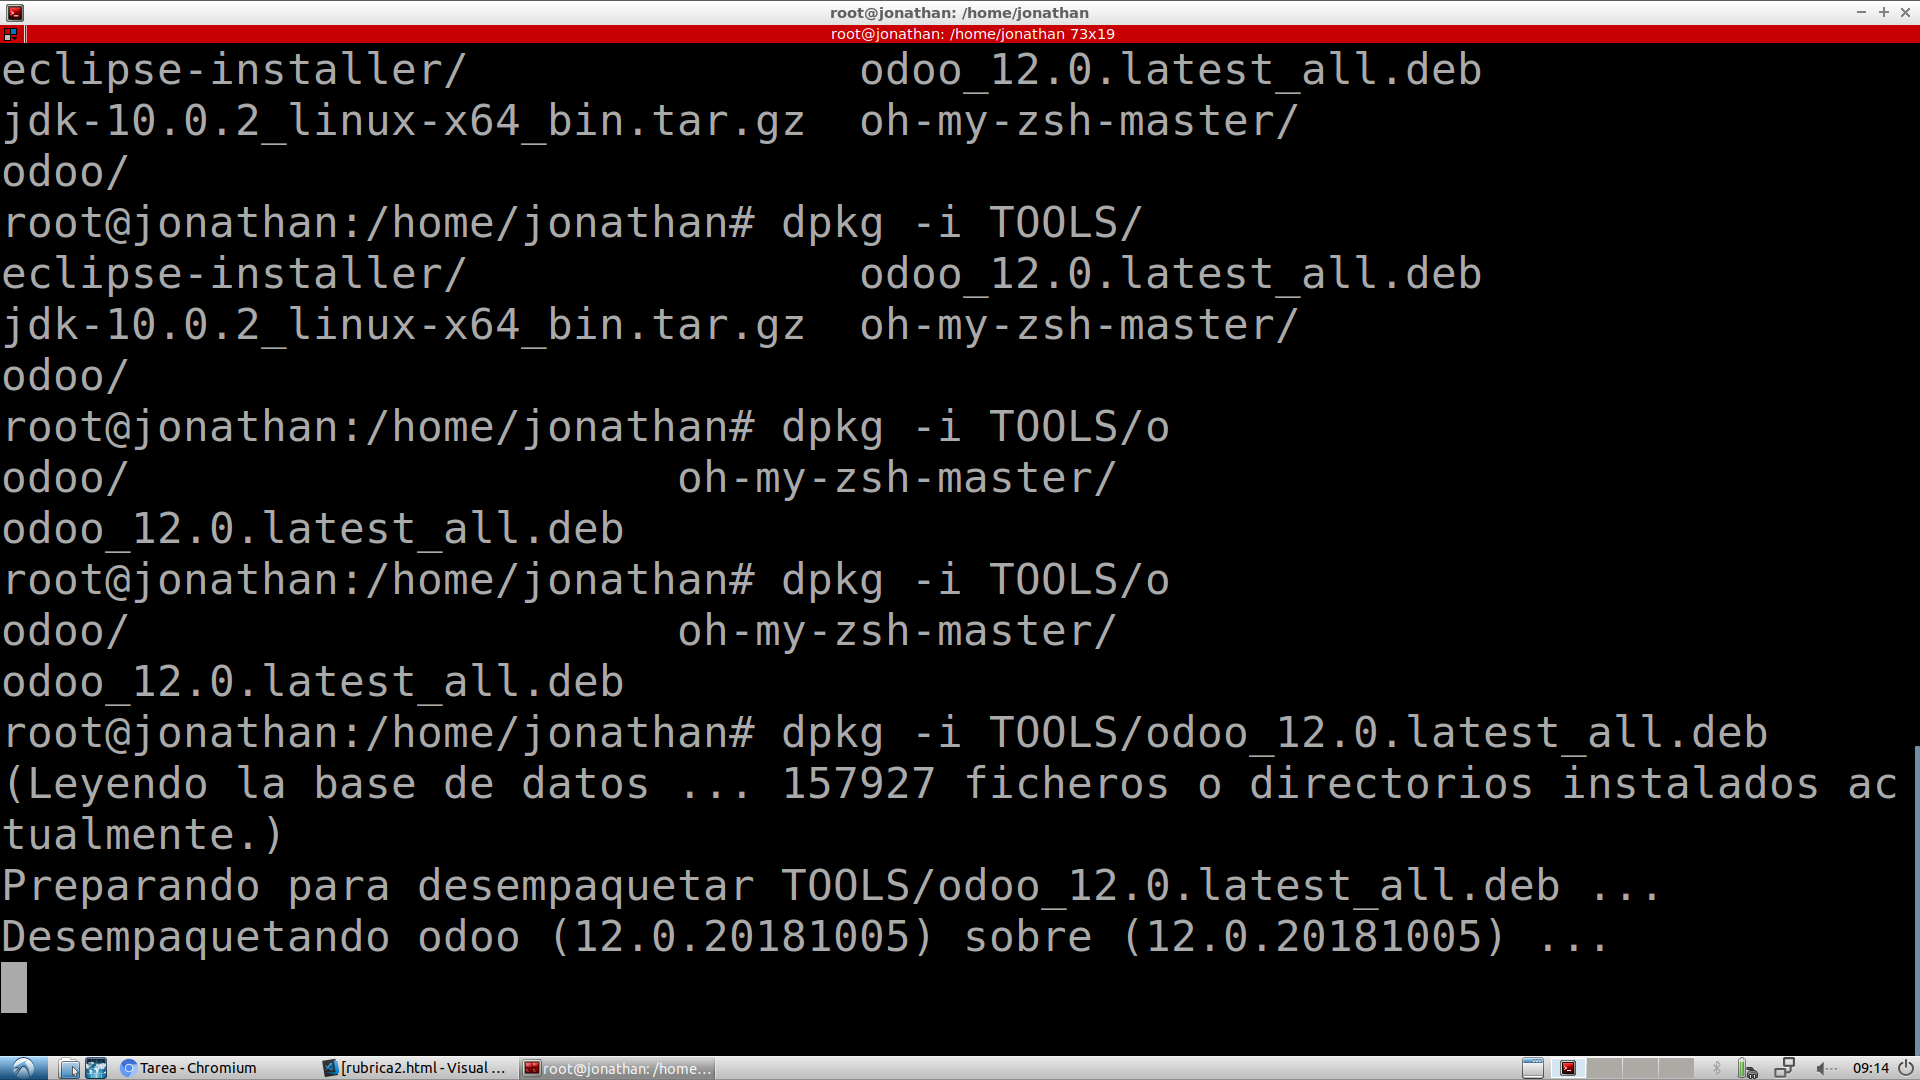 root@jonathan: /home/jonathan
root@jonathan: /home/jonathan 73x19
eclipse-installer/ odoo_12.0.latest_all.deb
jdk-10.0.2_linux-x64_bin.tar.gz oh-my-zsh-master/
odoo/
root@jonathan:/home/jonathan# dpkg -i TOOLS/
eclipse-installer/ odoo_12.0.latest_all.deb
jdk-10.0.2_linux-x64_bin.tar.gz oh-my-zsh-master/
odoo/
root@jonathan:/home/jonathan# dpkg -i TOOLS/o
odoo/ oh-my-zsh-master/
odoo_12.0.latest_all.deb
root@jonathan:/home/jonathan# dpkg -i TOOLS/o
odoo/ oh-my-zsh-master/
odoo_12.0.latest_all.deb
root@jonathan:/home/jonathan# dpkg -i TOOLS/odoo_12.0.latest_all.deb
(Leyendo la base de datos ... 157927 ficheros o directorios instalados ac
tualmente.)
Preparando para desempaquetar TOOLS/odoo_12.0.latest_all.deb ...
Desempaquetando odoo (12.0.20181005) sobre (12.0.20181005) ...
Tarea - Chromium [rubrica2.html - Visual ... root@jonathan: /home... 09:14